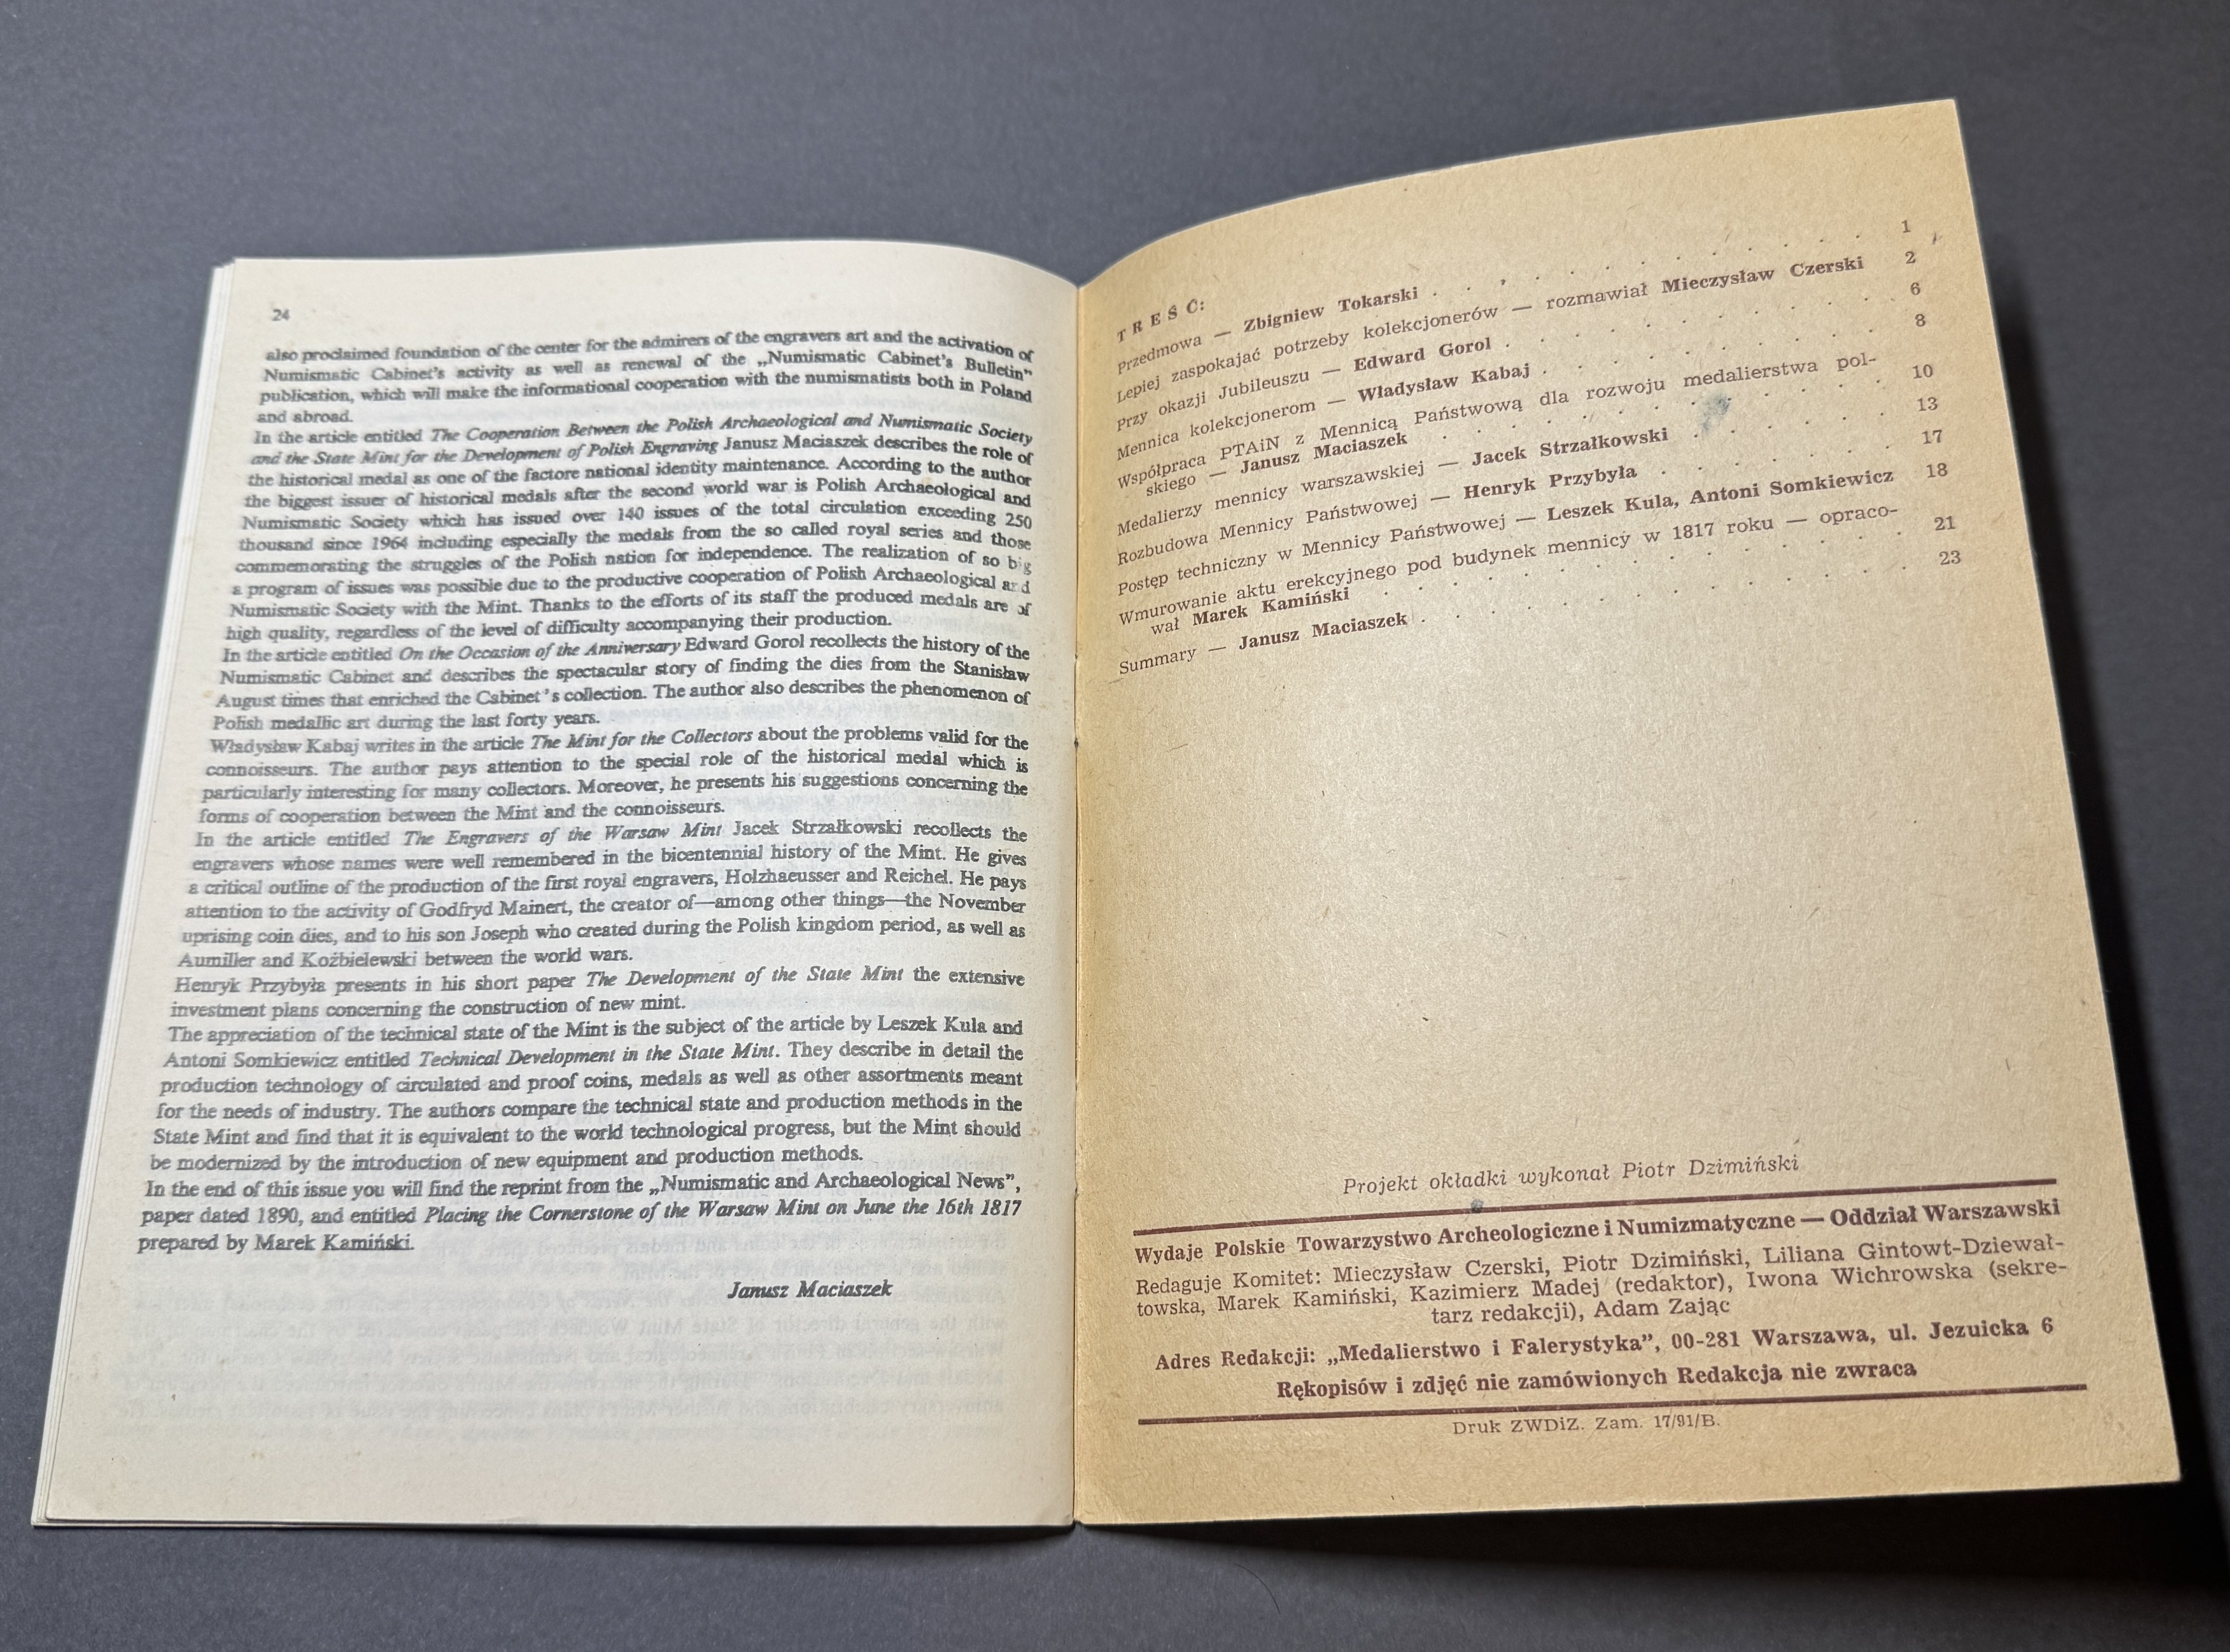 24
also proclaimed foundation of the center for the admirers of the engravers art and the activation of
Numismatic Cabinet's activity as well as renewal of the „Numismatic Cabinet's Bulletin”
publication, which will make the informational cooperation with the numismatists both in Poland
and abroad.
In the article entitled The Cooperation Between the Polish Archaeological and Numismatic Society
and the State Mint for the Development of Polish Engraving Janusz Maciaszek describes the role of
the historical medal as one of the factore national identity maintenance. According to the author
the biggest issuer of historical medals after the second world war is Polish Archaeological and
Numismatic Society which has issued over 140 issues of the total circulation exceeding 250
thousand since 1964 including especially the medals from the so called royal series and those
commemorating the struggles of the Polish nation for independence. The realization of so big
a program of issues was possible due to the productive cooperation of Polish Archaeological and
Numismatic Society with the Mint. Thanks to the efforts of its staff the produced medals are of
high quality, regardless of the level of difficulty accompanying their production.
In the article entitled On the Occasion of the Anniversary Edward Gorol recollects the history of the
Numismatic Cabinet and describes the spectacular story of finding the dies from the Stanisław
August times that enriched the Cabinet's collection. The author also describes the phenomenon of
Polish medallic art during the last forty years.
Władysław Kabaj writes in the article The Mint for the Collectors about the problems valid for the
connoisseurs. The author pays attention to the special role of the historical medal which is
particularly interesting for many collectors. Moreover, he presents his suggestions concerning the
forms of cooperation between the Mint and the connoisseurs.
In the article entitled The Engravers of the Warsaw Mint Jacek Strzałkowski recollects the
engravers whose names were well remembered in the bicentennial history of the Mint. He gives
a critical outline of the production of the first royal engravers, Holzhaeusser and Reichel. He pays
attention to the activity of Godfryd Mainert, the creator of—among other things—the November
uprising coin dies, and to his son Joseph who created during the Polish kingdom period, as well as
Aumiller and Koźbielewski between the world wars.
Henryk Przybyła presents in his short paper The Development of the State Mint the extensive
investment plans concerning the construction of new mint.
The appreciation of the technical state of the Mint is the subject of the article by Leszek Kula and
Antoni Somkiewicz entitled Technical Development in the State Mint. They describe in detail the
production technology of circulated and proof coins, medals as well as other assortments meant
for the needs of industry. The authors compare the technical state and production methods in the
State Mint and find that it is equivalent to the world technological progress, but the Mint should
be modernized by the introduction of new equipment and production methods.
In the end of this issue you will find the reprint from the „Numismatic and Archaeological News”,
paper dated 1890, and entitled Placing the Cornerstone of the Warsaw Mint on June the 16th 1817
prepared by Marek Kamiński.
Janusz Maciaszek
TREŚĆ:
Przedmowa — Zbigniew Tokarski . . . . . . . . . . . . 1
Lepiej zaspokajać potrzeby kolekcjonerów — rozmawiał Mieczysław Czerski 2
Przy okazji Jubileuszu — Edward Gorol . . . . . . . . . . . 6
Mennica kolekcjonerom — Władysław Kabaj . . . . . . . . . . 8
Współpraca PTAiN z Mennicą Państwową dla rozwoju medalierstwa pol-
skiego — Janusz Maciaszek . . . . . . . . . . . . 10
Medalierzy mennicy warszawskiej — Jacek Strzałkowski . . . . . . 13
Rozbudowa Mennicy Państwowej — Henryk Przybyła . . . . . . . 17
Postęp techniczny w Mennicy Państwowej — Leszek Kula, Antoni Somkiewicz 18
Wmurowanie aktu erekcyjnego pod budynek mennicy w 1817 roku — opraco-
wał Marek Kamiński . . . . . . . . . . . . . 21
Summary — Janusz Maciaszek . . . . . . . . . . . . . 23
Projekt okładki wykonał Piotr Dzimiński
Wydaje Polskie Towarzystwo Archeologiczne i Numizmatyczne — Oddział Warszawski
Redaguje Komitet: Mieczysław Czerski, Piotr Dzimiński, Liliana Gintowt-Dziewał-
towska, Marek Kamiński, Kazimierz Madej (redaktor), Iwona Wichrowska (sekre-
tarz redakcji), Adam Zając
Adres Redakcji: „Medalierstwo i Falerystyka”, 00-281 Warszawa, ul. Jezuicka 6
Rękopisów i zdjęć nie zamówionych Redakcja nie zwraca
Druk ZWDiZ. Zam. 17/91/B.